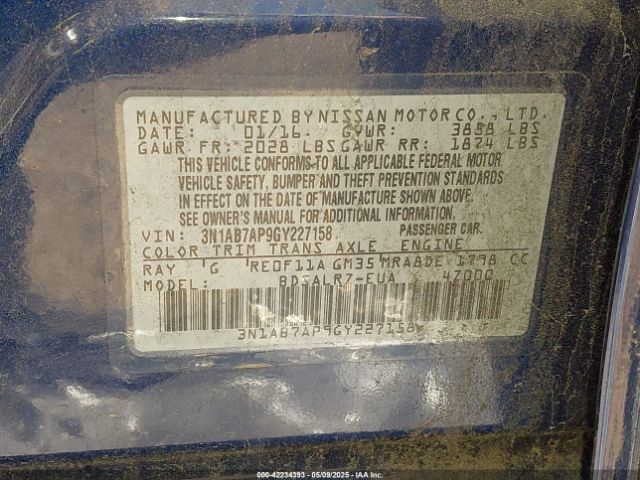 MANUFACTURED BY NISSAN MOTOR CO., LTD.
DATE: 01/16 GVWR: 3858 LBS
GAWR FR: 2028 LBS GAWR RR: 1874 LBS
THIS VEHICLE CONFORMS TO ALL APPLICABLE FEDERAL MOTOR
VEHICLE SAFETY, BUMPER AND THEFT PREVENTION STANDARDS
IN EFFECT ON THE DATE OF MANUFACTURE SHOWN ABOVE.
SEE OWNER'S MANUAL FOR ADDITIONAL INFORMATION.
VIN: 3N1AB7AP9GY227158 PASSENGER CAR
COLOR TRIM TRANS AXLE ENGINE
RAY G RE0F11A GM35 MRA8DE 1798 CC
MODEL: BDSALR7-EUA 47000
3N1AB7AP9GY227158
000-42234393 05/09/2025 IAA